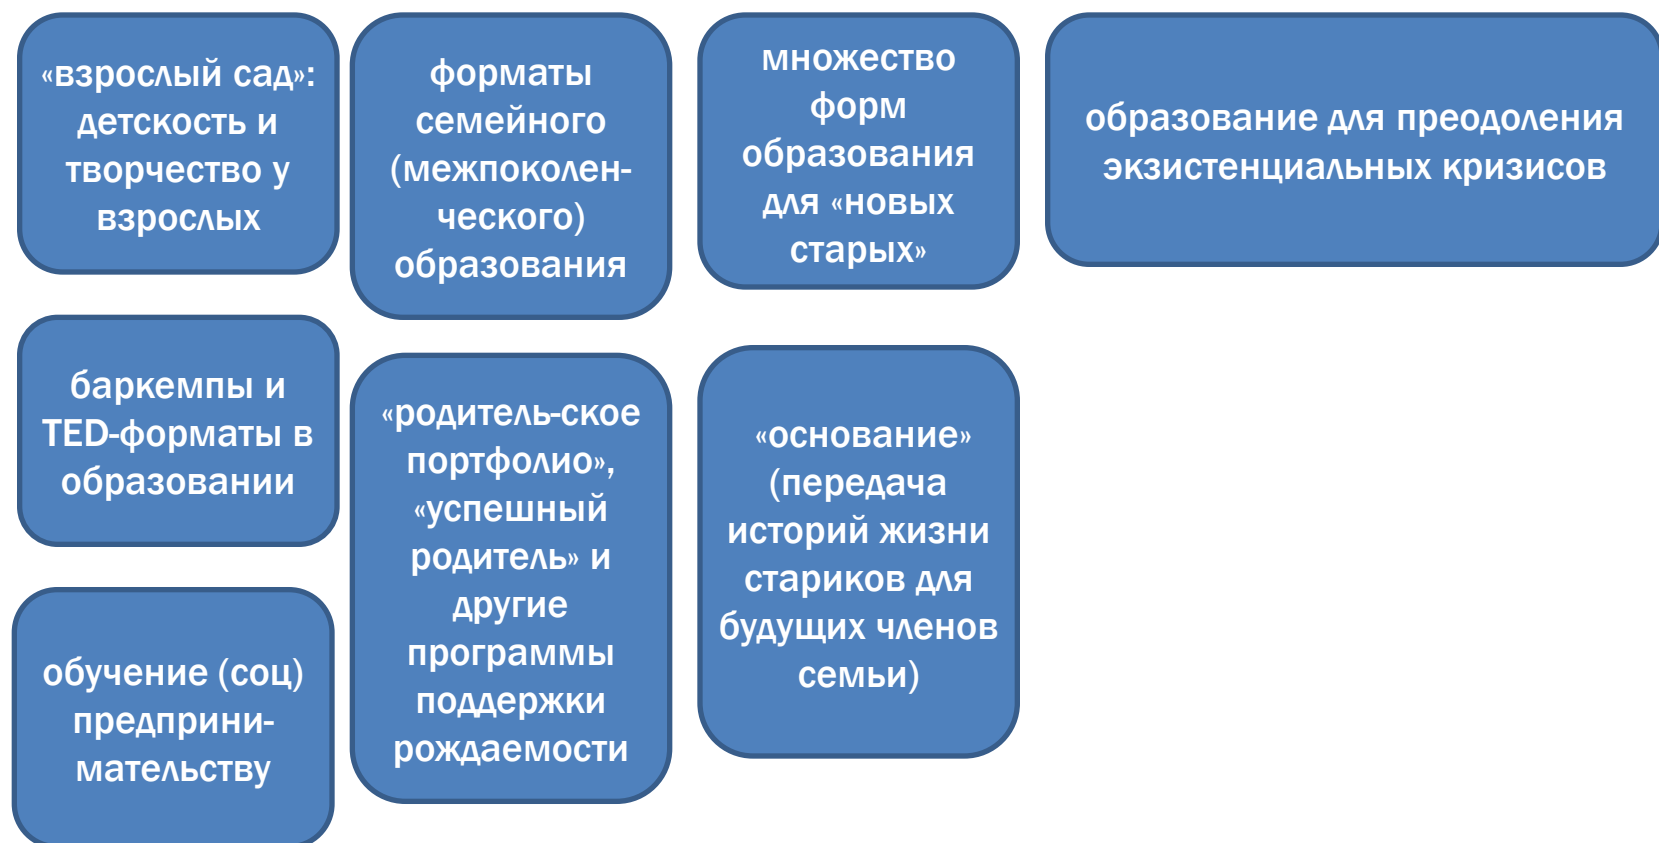 «взрослый сад»:
детскость и
творчество у
взрослых
баркемпы и
TED-форматы в
образовании
обучение (соц)
предприни-
мательству
форматы
семейного
(межпоколен-
ческого)
образования
«родитель-ское
портфолио»,
«успешный
родитель» и
другие
программы
поддержки
рождаемости
множество
форм
образования
для «новых
старых»
«основание»
(передача
историй жизни
стариков для
будущих членов
семьи)
образование для преодоления
экзистенциальных кризисов